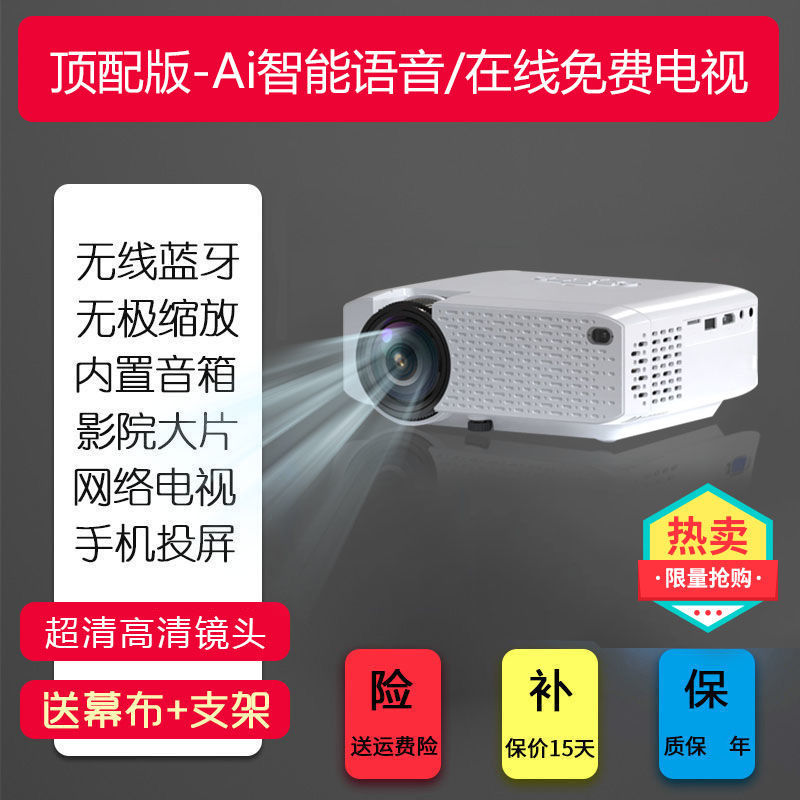 顶配版-Ai智能语音/在线免费电视
无线蓝牙
无极缩放
内置音箱
影院大片
网络电视
手机投屏
超清高清镜头
送幕布+支架
热卖
·限量抢购·
险
送运费险
补
保价15天
保
质保 年